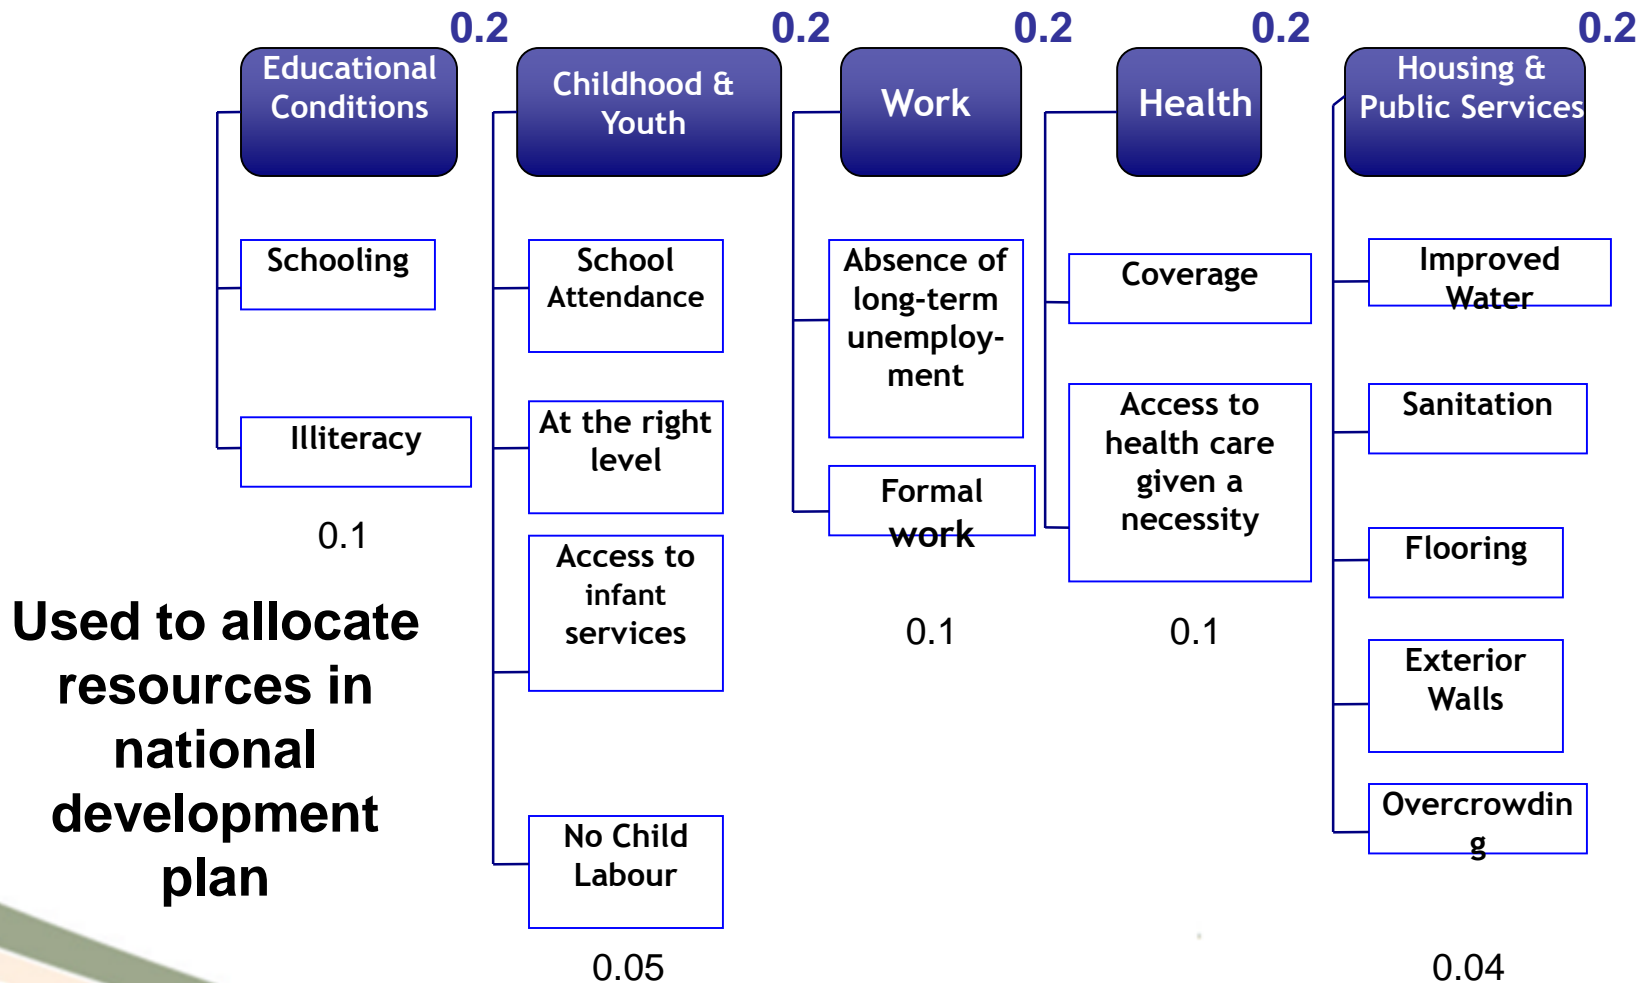 0.2
Educational
Conditions
Schooling
Illiteracy
0.1
0.2
Childhood &
Youth
School
Attendance
At the right
level
Access to
infant
services
No Child
Labour
0.05
0.2
Work
Absence of
long-term
unemploy-
ment
Formal
work
0.1
0.2
Health
Coverage
Access to
health care
given a
necessity
0.1
0.2
Housing &
Public Services
Improved
Water
Sanitation
Flooring
Exterior
Walls
Overcrowdin
g
0.04
Used to allocate
resources in
national
development
plan